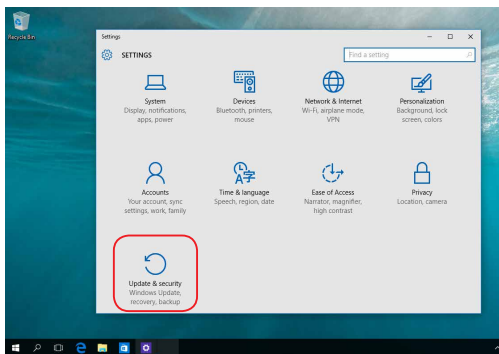 Recycle Bin
Settings
SETTINGS
Find a setting
System
Display, notifications,
apps, power
Devices
Bluetooth, printers,
mouse
Network & Internet
Wi-Fi, airplane mode,
VPN
Personalization
Background, lock
screen, colors
Accounts
Your account, sync
settings, work, family
Time & language
Speech, region, date
Ease of Access
Narrator, magnifier,
high contrast
Privacy
Location, camera
Update & security
Windows Update,
recovery, backup